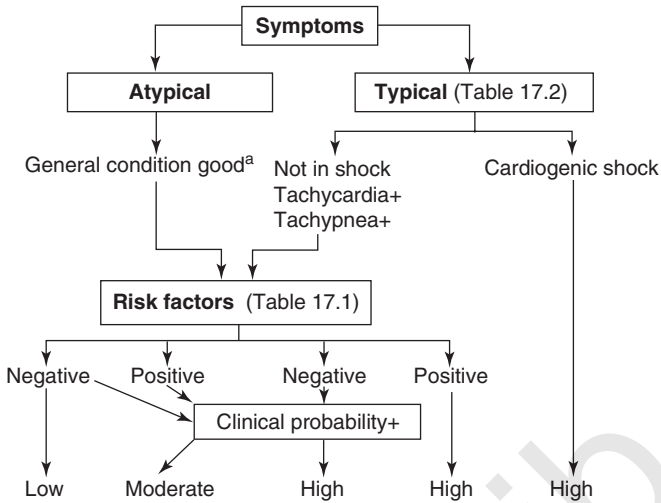 Symptoms
Atypical
Typical (Table 17.2)
General condition goodᵃ
Not in shock
Tachycardia+
Tachypnea+
Cardiogenic shock
Risk factors (Table 17.1)
Negative
Positive
Negative
Positive
Clinical probability+
Low
Moderate
High
High
High